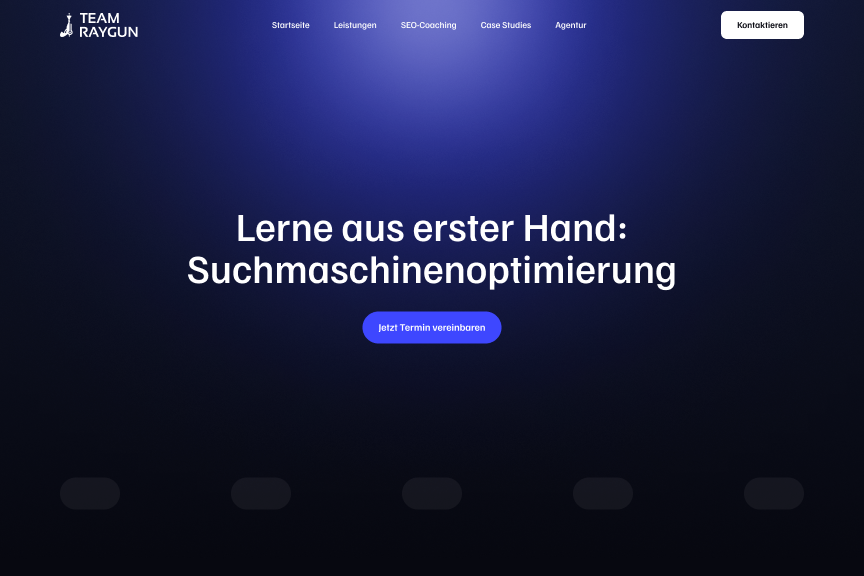 TEAM
RAYGUN
Startseite
Leistungen
SEO-Coaching
Case Studies
Agentur
Kontaktieren
Lerne aus erster Hand:
Suchmaschinenoptimierung
Jetzt Termin vereinbaren